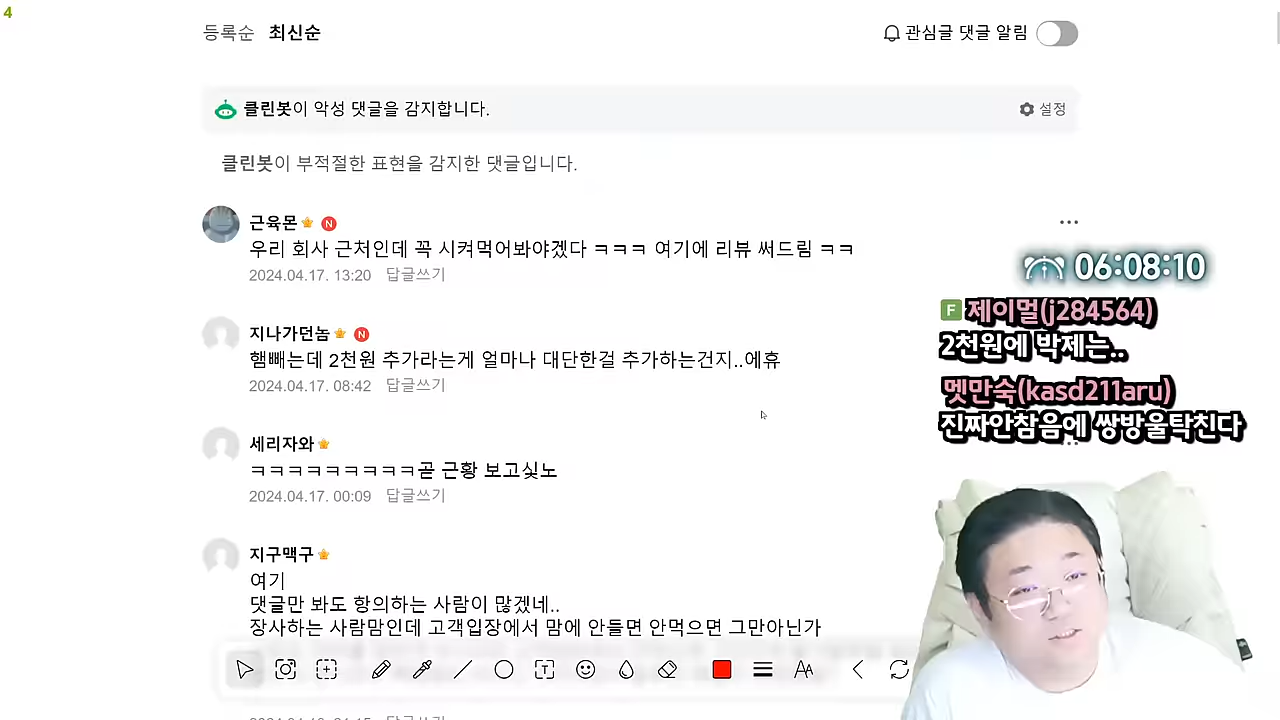 4
등록순 최신순
관심글 댓글 알림
클린봇이 악성 댓글을 감지합니다.
설정
클린봇이 부적절한 표현을 감지한 댓글입니다.
근육몬 N
우리 회사 근처인데 꼭 시켜먹어봐야겠다 ㅋㅋㅋ 여기에 리뷰 써드림 ㅋㅋ
2024.04.17. 13:20 답글쓰기
06:08:10
F 제이멀(j284564)
2천원에 박제는..
멧만숙(kasd211aru)
진짜안참음에 쌍방울탁친다
지나가던놈 N
햄빼는데 2천원 추가라는게 얼마나 대단한걸 추가하는건지..에휴
2024.04.17. 08:42 답글쓰기
세리자와
ㅋㅋㅋㅋㅋㅋㅋㅋㅋ곧 근황 보고싶노
2024.04.17. 00:09 답글쓰기
지구맥구
여기
댓글만 봐도 항의하는 사람이 많겠네..
장사하는 사람맘인데 고객입장에서 맘에 안들면 안먹으면 그만아닌가
T
AA